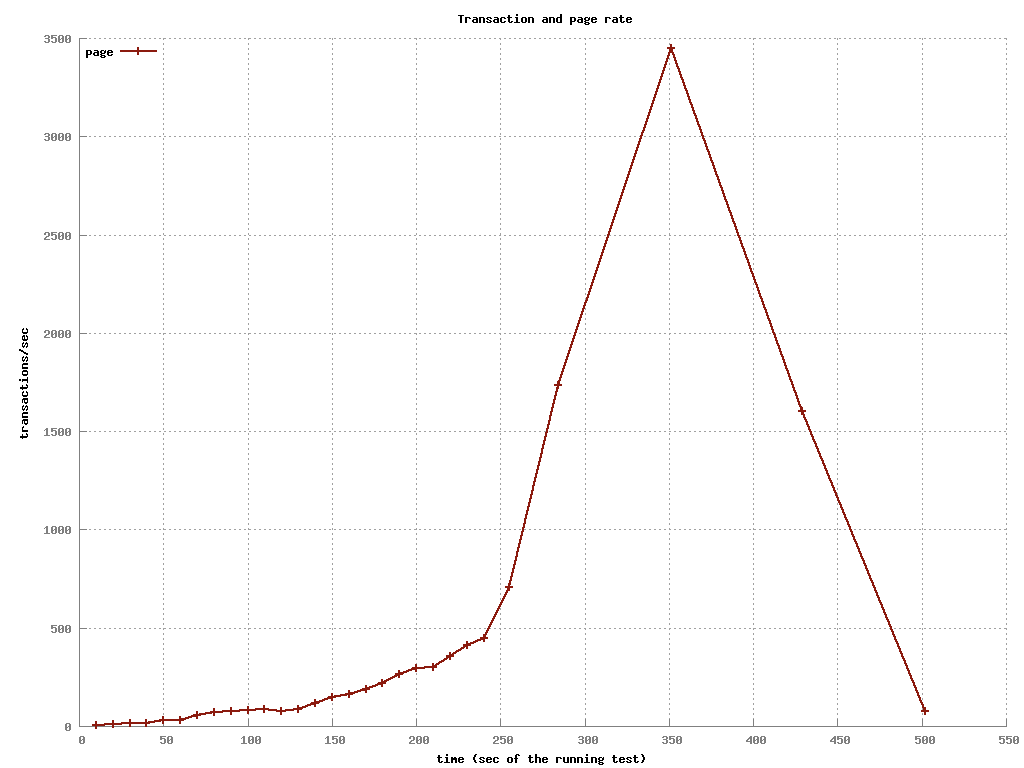 Transaction and page rate
3500
page
3000
2500
2000
transactions/sec
1500
1000
500
0
0 50 100 150 200 250 300 350 400 450 500 550
time (sec of the running test)